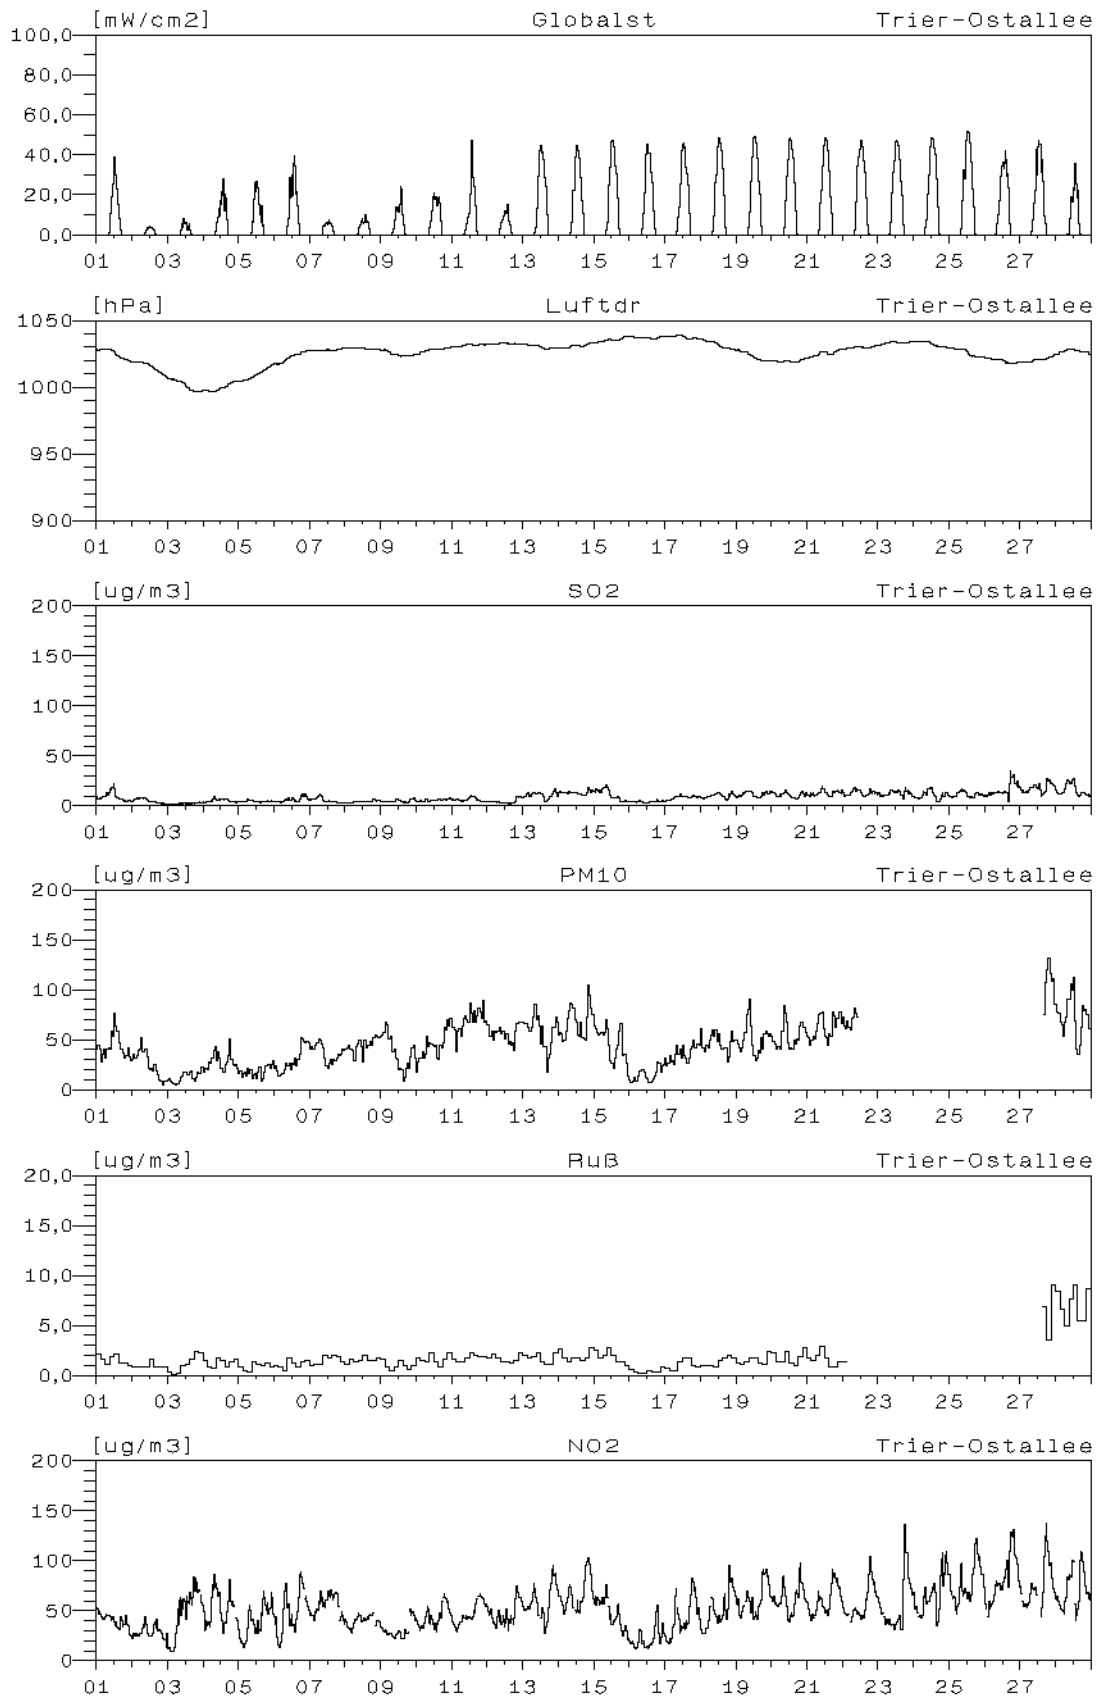 [mW/cm2] Globalst Trier-Ostallee
100,0
80,0
60,0
40,0
20,0
0,0
01 03 05 07 09 11 13 15 17 19 21 23 25 27
[hPa] Luftdr Trier-Ostallee
1050
1000
950
900
01 03 05 07 09 11 13 15 17 19 21 23 25 27
[ug/m3] SO2 Trier-Ostallee
200
150
100
50
0
01 03 05 07 09 11 13 15 17 19 21 23 25 27
[ug/m3] PM10 Trier-Ostallee
200
150
100
50
0
01 03 05 07 09 11 13 15 17 19 21 23 25 27
[ug/m3] Ruß Trier-Ostallee
20,0
15,0
10,0
5,0
0,0
01 03 05 07 09 11 13 15 17 19 21 23 25 27
[ug/m3] NO2 Trier-Ostallee
200
150
100
50
0
01 03 05 07 09 11 13 15 17 19 21 23 25 27